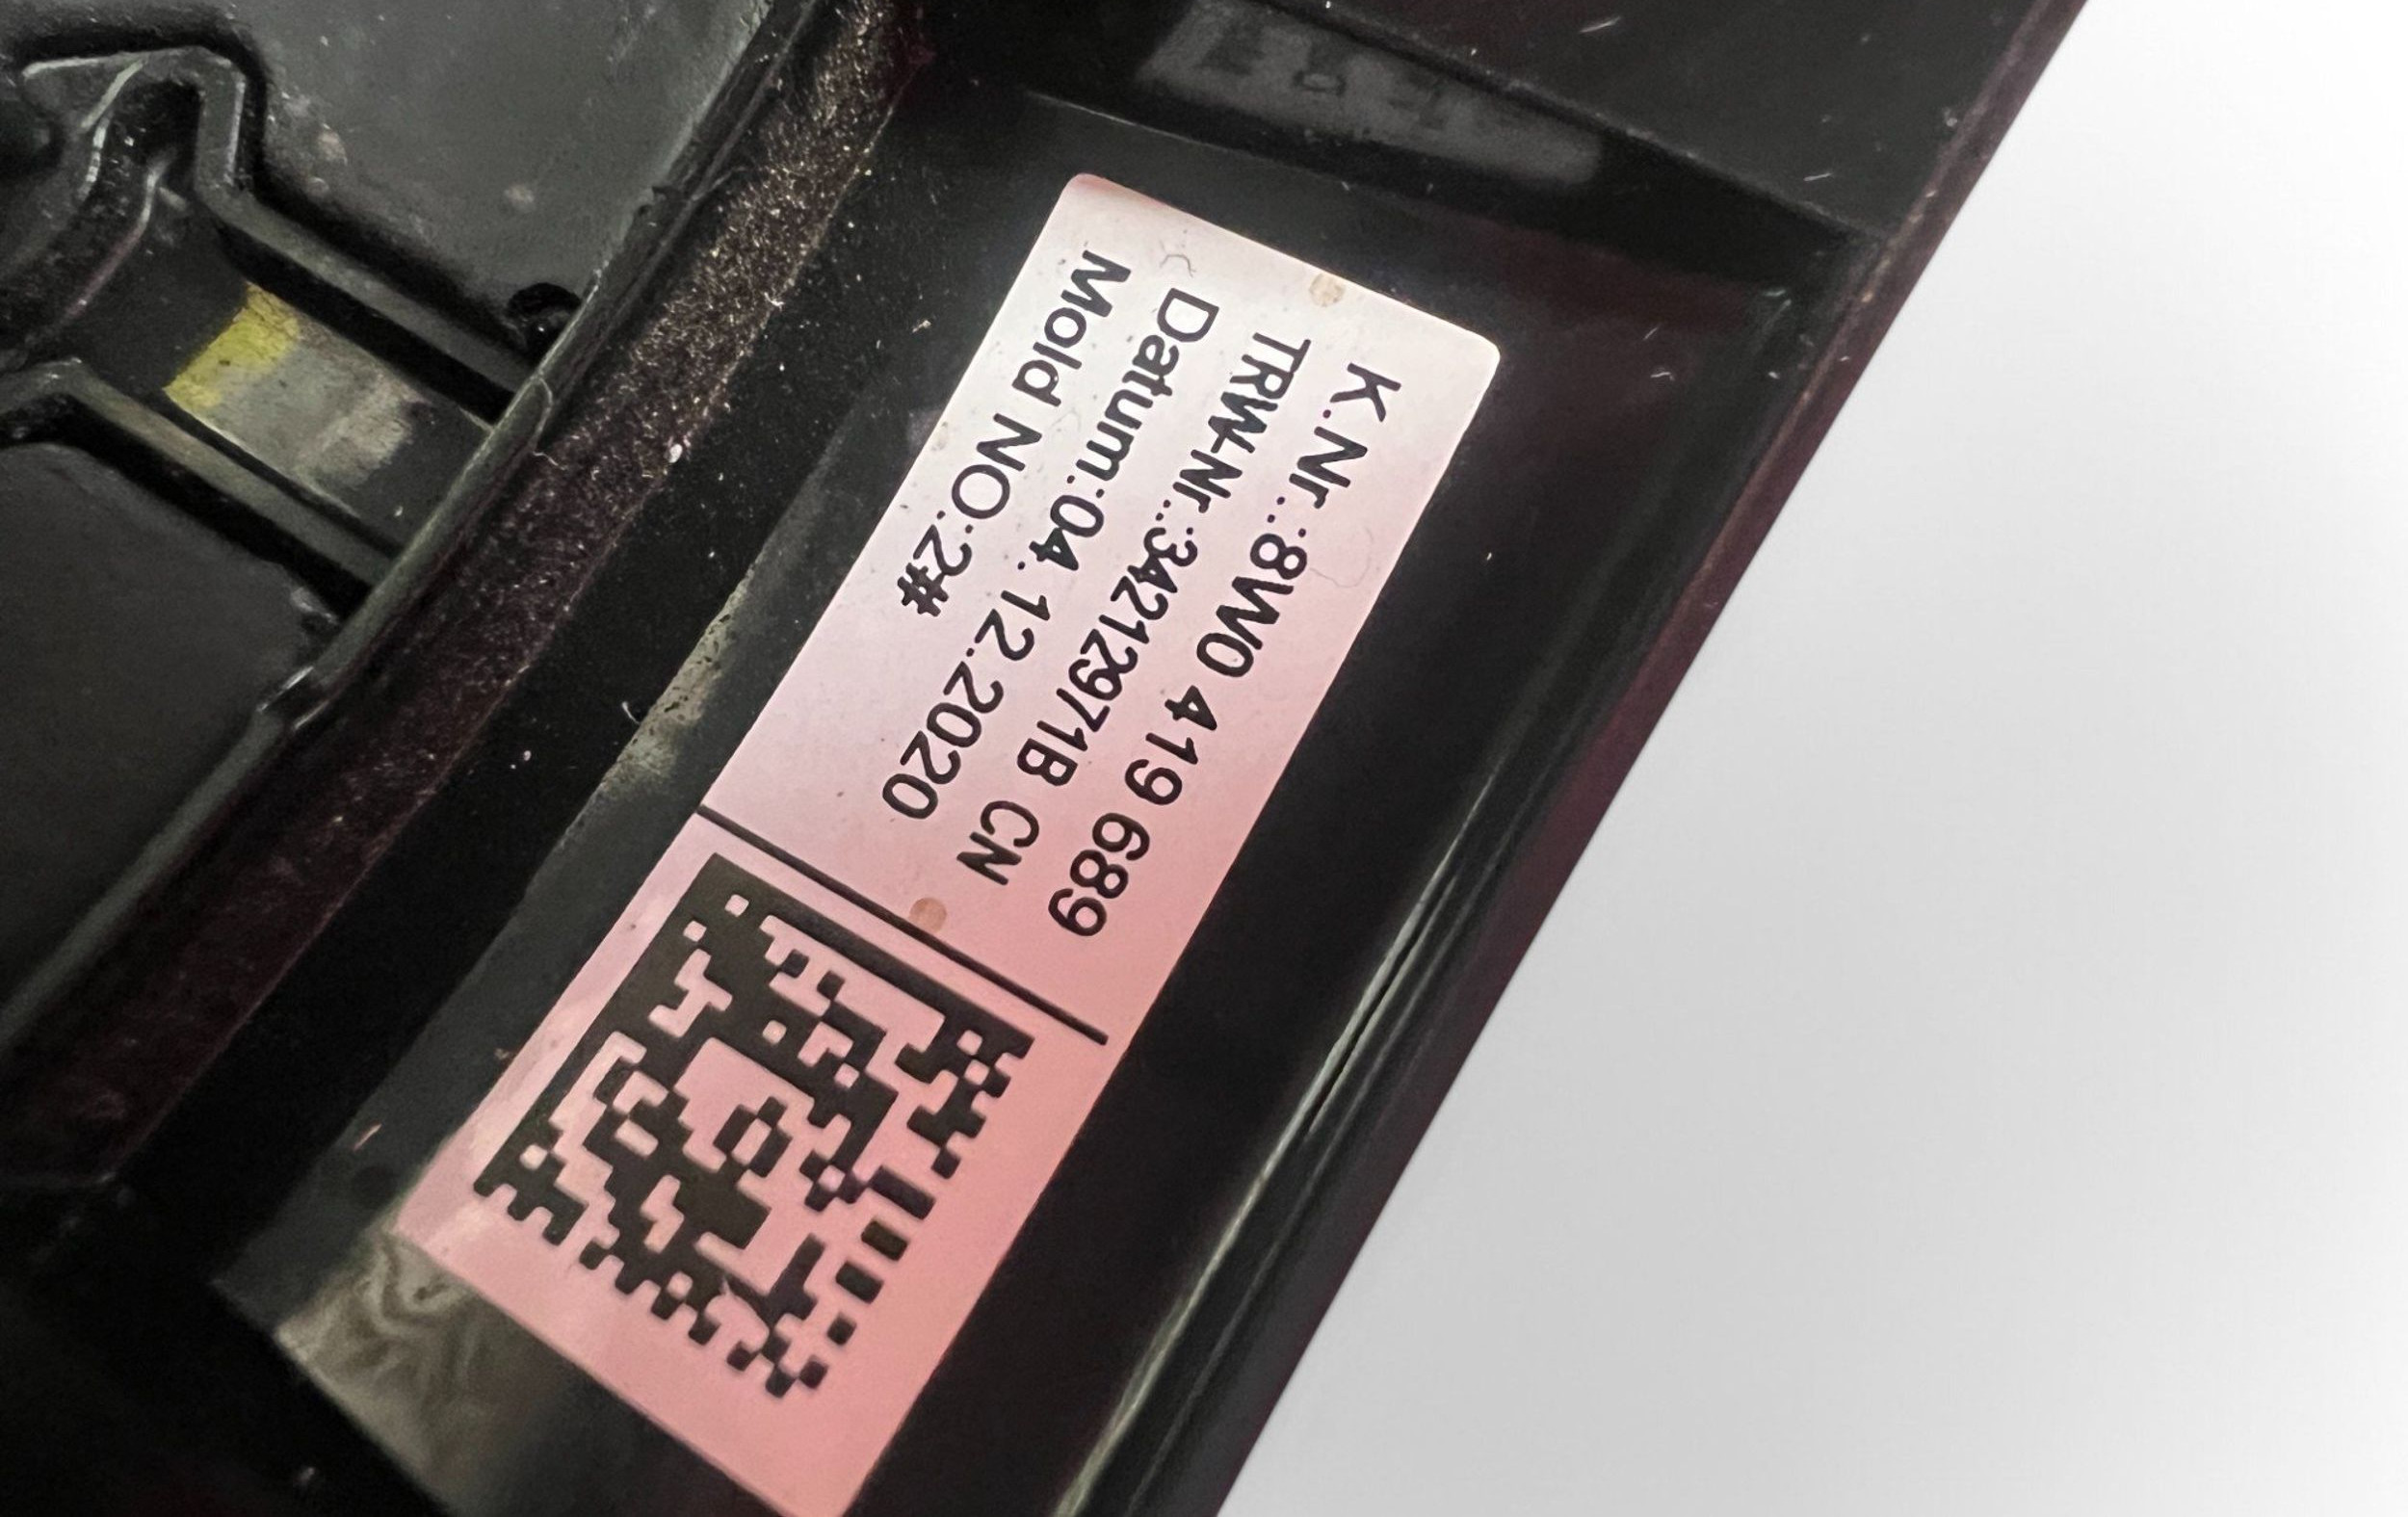 K.Nr.:8W0 419 689
TRW-Nr.:34212971B CN
Datum:04.12.2020
Mold NO:2#